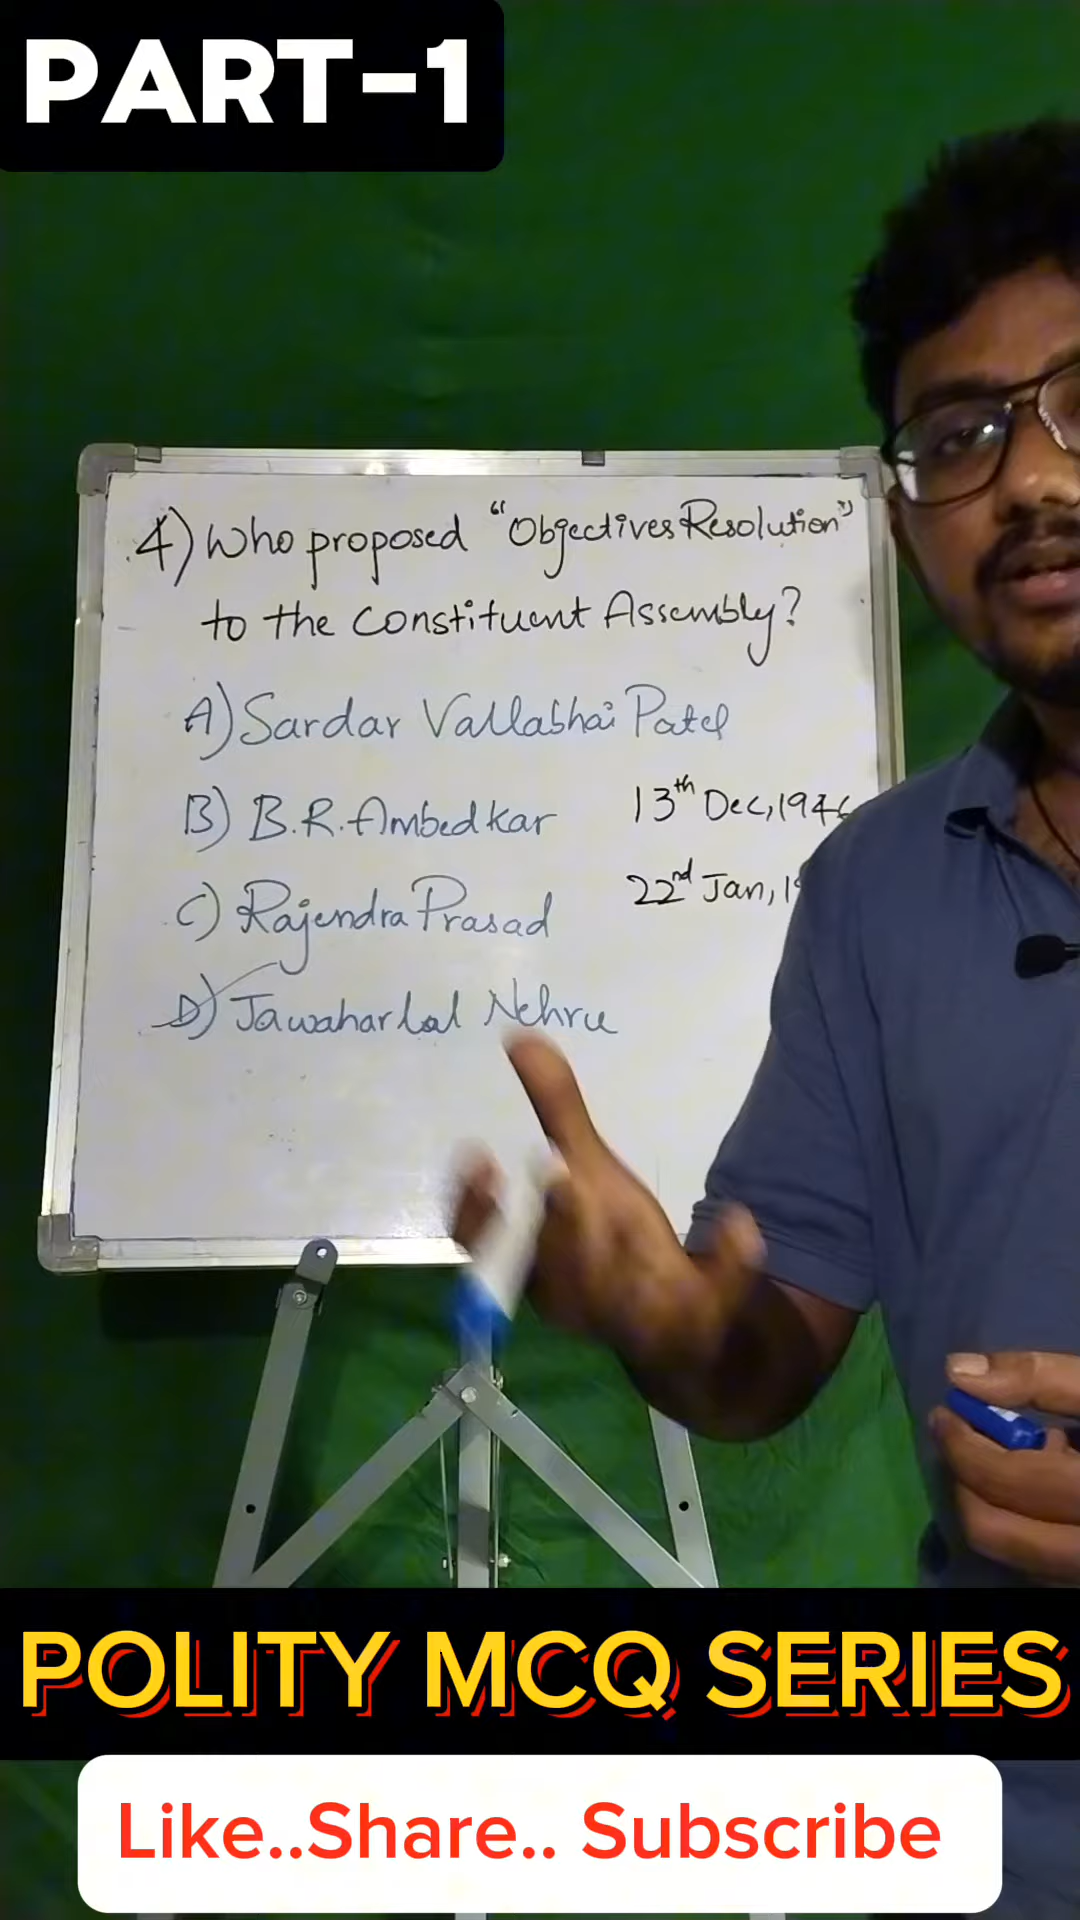 PART-1
4) Who proposed "Objectives Resolution"
to the Constituent Assembly?
A) Sardar Vallabhai Patel
B) B.R. Ambedkar
13th Dec, 1946
C) Rajendra Prasad
22nd Jan, 19
D) Jawaharlal Nehru
POLITY MCQ SERIES
Like..Share.. Subscribe